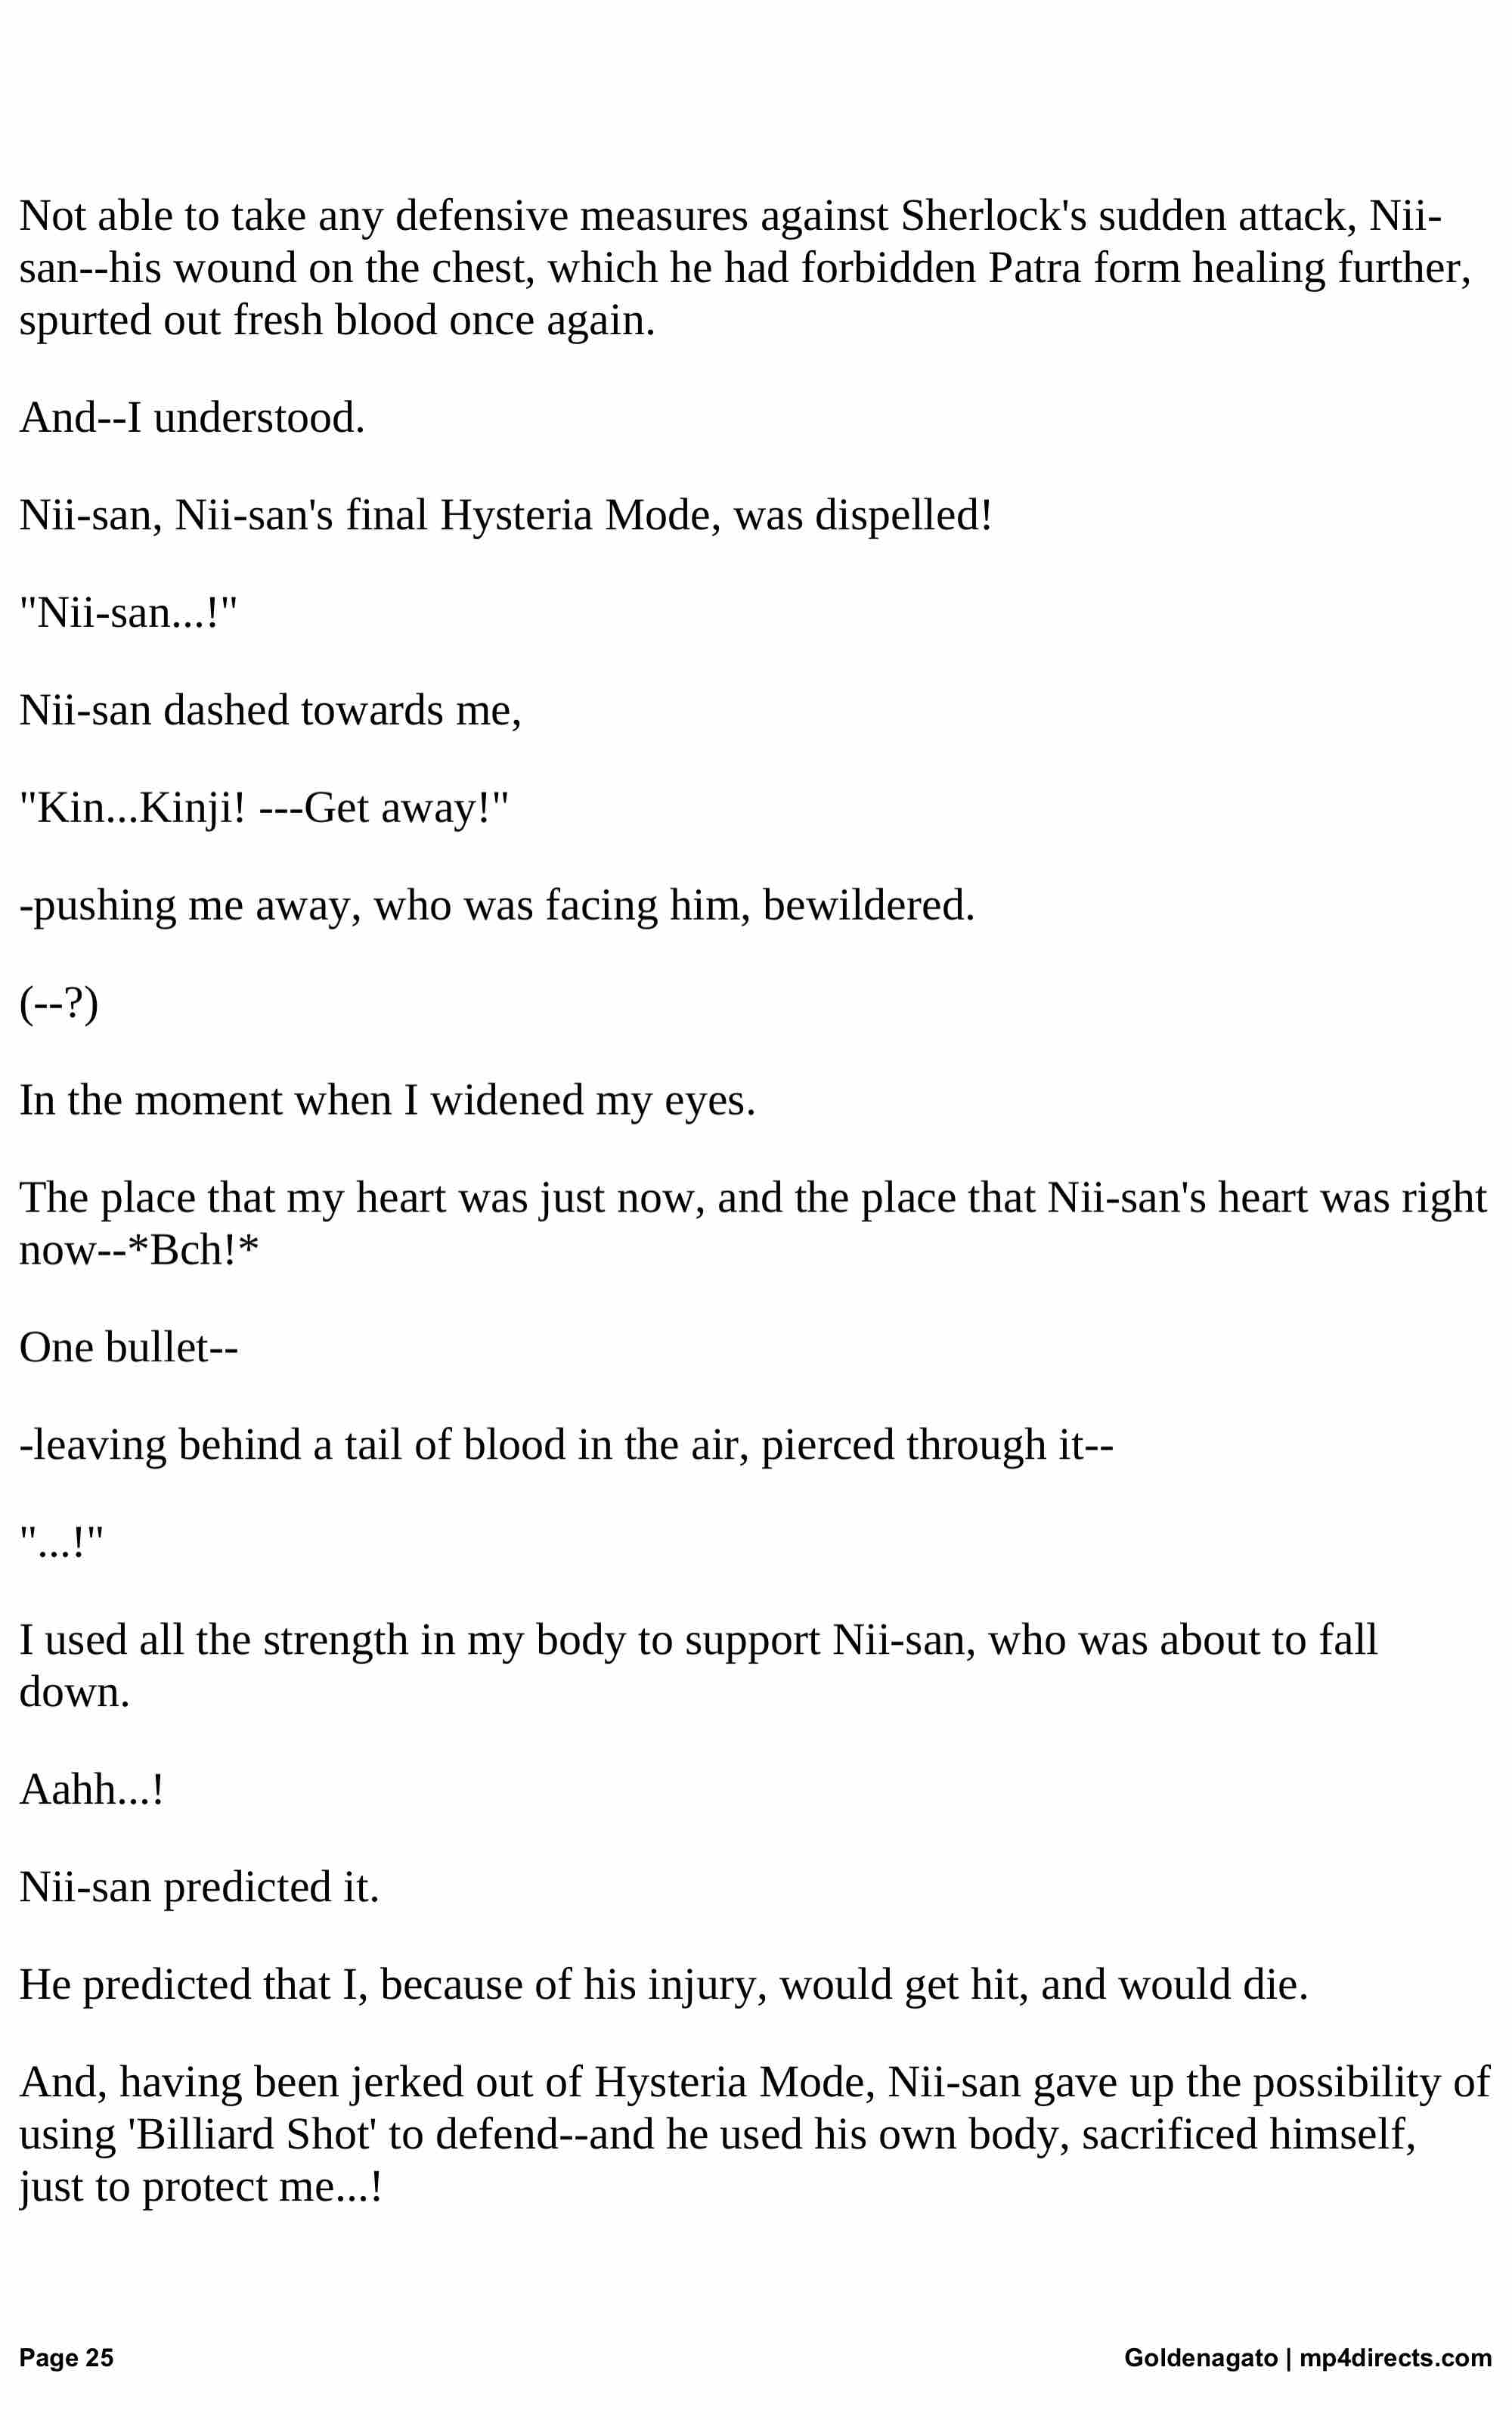 Not able to take any defensive measures against Sherlock's sudden attack, Nii-
san--his wound on the chest, which he had forbidden Patra form healing further,
spurted out fresh blood once again.
And--I understood.
Nii-san, Nii-san's final Hysteria Mode, was dispelled!
"Nii-san...!"
Nii-san dashed towards me,
"Kin...Kinji! ---Get away!"
-pushing me away, who was facing him, bewildered.
(--?)
In the moment when I widened my eyes.
The place that my heart was just now, and the place that Nii-san's heart was right
now--*Bch!*
One bullet--
-leaving behind a tail of blood in the air, pierced through it--
"...!"
I used all the strength in my body to support Nii-san, who was about to fall
down.
Aahh...!
Nii-san predicted it.
He predicted that I, because of his injury, would get hit, and would die.
And, having been jerked out of Hysteria Mode, Nii-san gave up the possibility of
using 'Billiard Shot' to defend--and he used his own body, sacrificed himself,
just to protect me...!
Page 25
Goldenagato | mp4directs.com